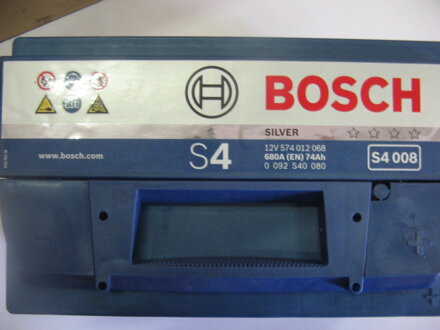 BOSCH
SILVER
www.bosch.com
S4
12V 574 012 068
680A (EN) 74Ah
0 092 S40 080
S4 008